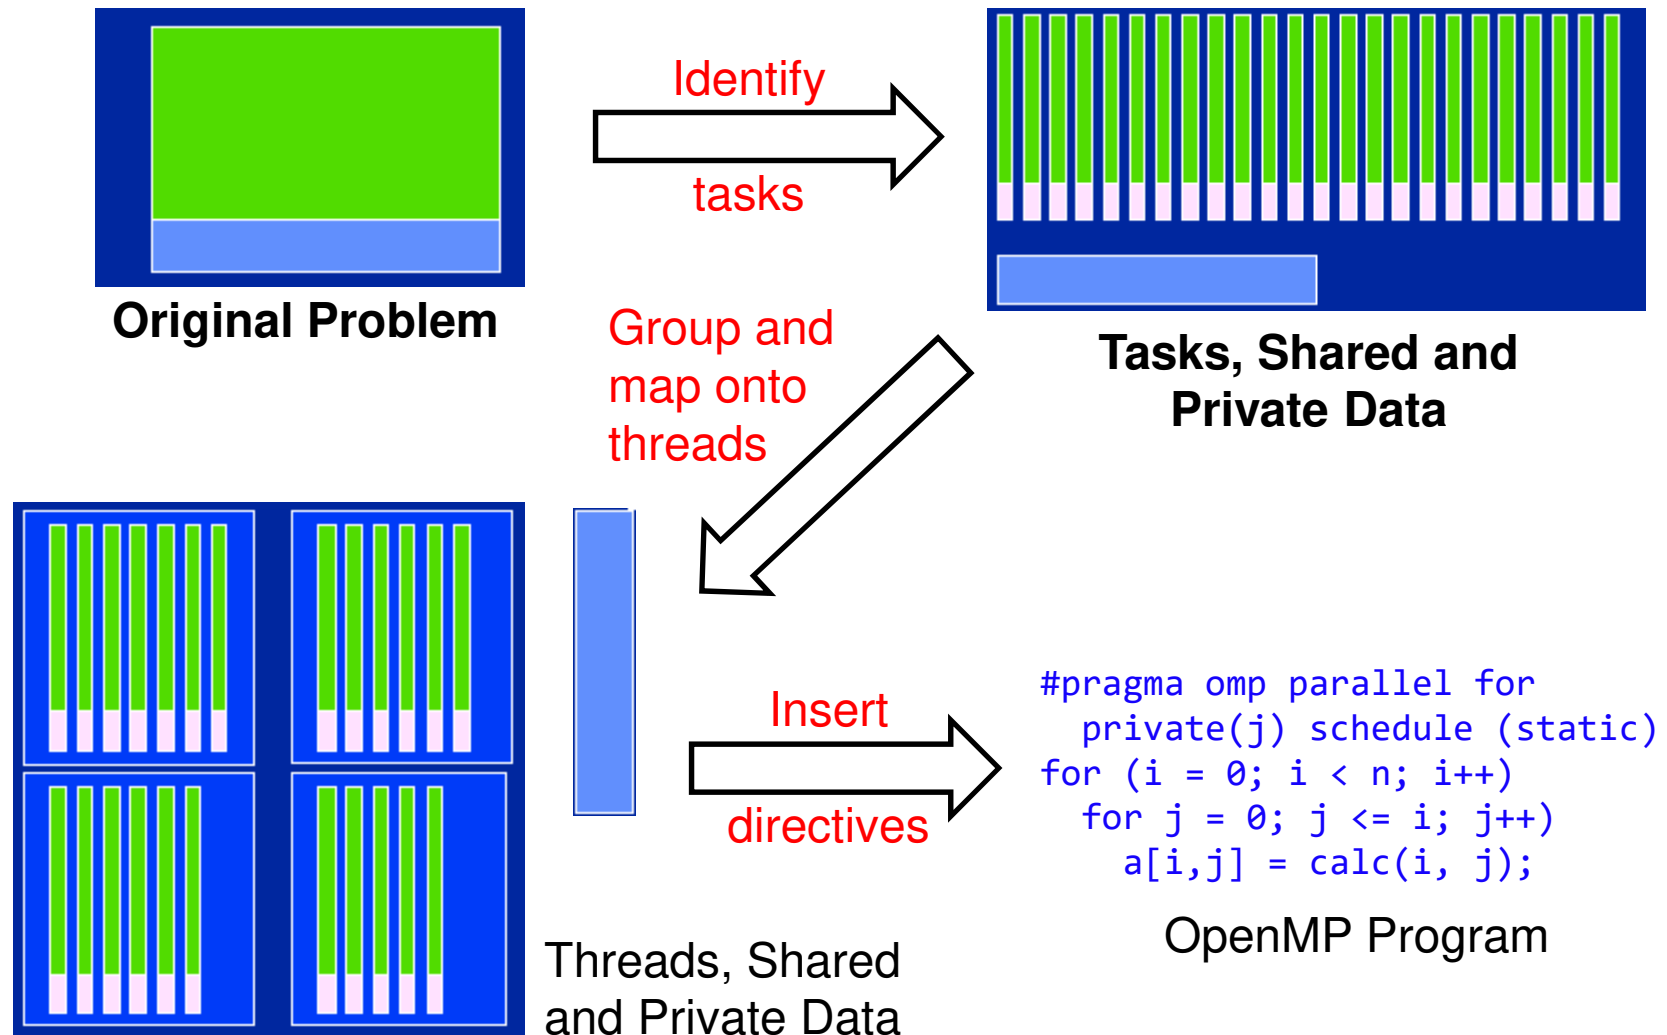 Identify
tasks
Original Problem
Tasks, Shared and
Private Data
Group and
map onto
threads
Threads, Shared
and Private Data
Insert
directives
#pragma omp parallel for
private(j) schedule (static)
for (i = 0; i < n; i++)
for j = 0; j <= i; j++)
a[i,j] = calc(i, j);
OpenMP Program